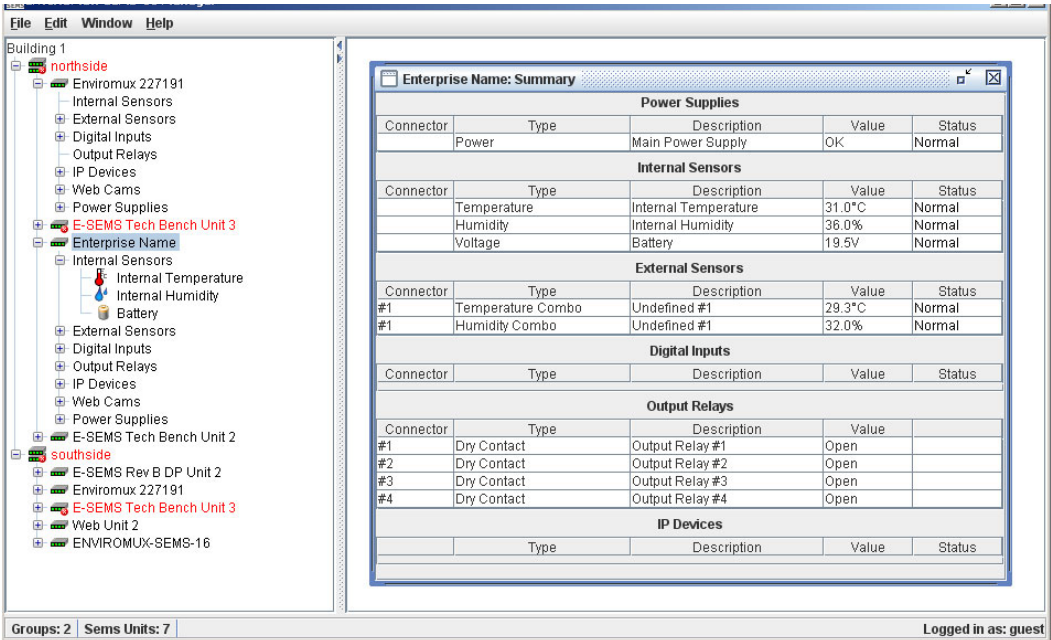 File Edit Window Help
Building 1
northside
Enviromux 227191
Internal Sensors
External Sensors
Digital Inputs
Output Relays
IP Devices
Web Cams
Power Supplies
E-SEMS Tech Bench Unit 3
Enterprise Name
Internal Sensors
Internal Temperature
Internal Humidity
Battery
External Sensors
Digital Inputs
Output Relays
IP Devices
Web Cams
Power Supplies
E-SEMS Tech Bench Unit 2
southside
E-SEMS Rev B DP Unit 2
Enviromux 227191
E-SEMS Tech Bench Unit 3
Web Unit 2
ENVIROMUX-SEMS-16
Enterprise Name: Summary
Power Supplies
Connector Type Description Value Status
Power Main Power Supply OK Normal
Internal Sensors
Connector Type Description Value Status
Temperature Internal Temperature 31.0°C Normal
Humidity Internal Humidity 36.0% Normal
Voltage Battery 19.5V Normal
External Sensors
Connector Type Description Value Status
#1 Temperature Combo Undefined #1 29.3°C Normal
#1 Humidity Combo Undefined #1 32.0% Normal
Digital Inputs
Connector Type Description Value Status
Output Relays
Connector Type Description Value
#1 Dry Contact Output Relay #1 Open
#2 Dry Contact Output Relay #2 Open
#3 Dry Contact Output Relay #3 Open
#4 Dry Contact Output Relay #4 Open
IP Devices
Type Description Value Status
Groups: 2 Sems Units: 7 Logged in as: guest